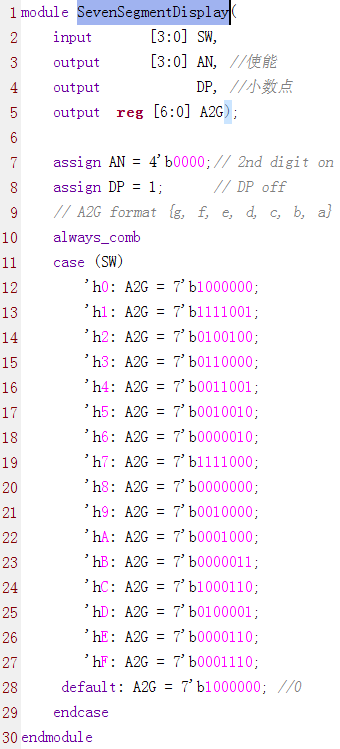 1 module SevenSegmentDisplay(
2 input [3:0] SW,
3 output [3:0] AN, //使能
4 output DP, //小数点
5 output reg [6:0] A2G);
6
7 assign AN = 4'b0000;// 2nd digit on
8 assign DP = 1; // DP off
9 // A2G format {g, f, e, d, c, b, a}
10 always_comb
11 case (SW)
12 'h0: A2G = 7'b1000000;
13 'h1: A2G = 7'b1111001;
14 'h2: A2G = 7'b0100100;
15 'h3: A2G = 7'b0110000;
16 'h4: A2G = 7'b0011001;
17 'h5: A2G = 7'b0010010;
18 'h6: A2G = 7'b0000010;
19 'h7: A2G = 7'b1111000;
20 'h8: A2G = 7'b0000000;
21 'h9: A2G = 7'b0010000;
22 'hA: A2G = 7'b0001000;
23 'hB: A2G = 7'b0000011;
24 'hC: A2G = 7'b1000110;
25 'hD: A2G = 7'b0100001;
26 'hE: A2G = 7'b0000110;
27 'hF: A2G = 7'b0001110;
28 default: A2G = 7'b1000000; //0
29 endcase
30 endmodule